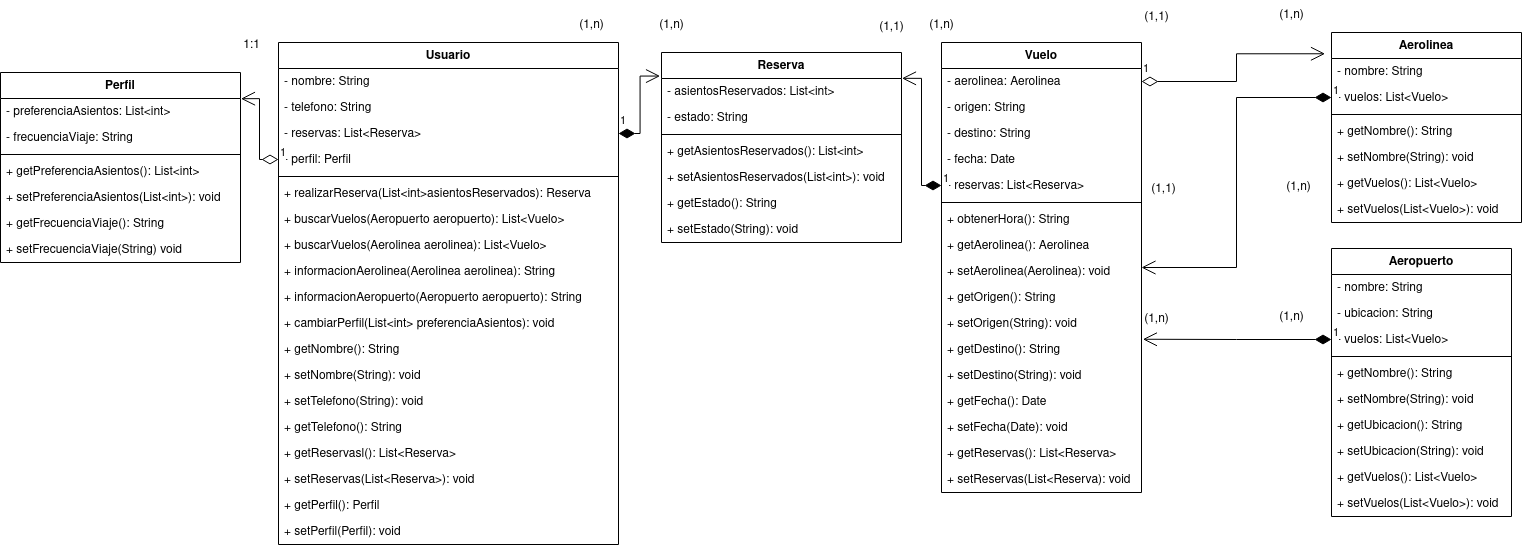 1:1
Perfil
- preferenciaAsientos: List<int>
- frecuenciaViaje: String
+ getPreferenciaAsientos(): List<int>
+ setPreferenciaAsientos(List<int>): void
+ getFrecuenciaViaje(): String
+ setFrecuenciaViaje(String) void
(1,n)
Usuario
- nombre: String
- telefono: String
- reservas: List<Reserva>
1
- perfil: Perfil
1
+ realizarReserva(List<int>asientosReservados): Reserva
+ buscarVuelos(Aeropuerto aeropuerto): List<Vuelo>
+ buscarVuelos(Aerolinea aerolinea): List<Vuelo>
+ informacionAerolinea(Aerolinea aerolinea): String
+ informacionAeropuerto(Aeropuerto aeropuerto): String
+ cambiarPerfil(List<int> preferenciaAsientos): void
+ getNombre(): String
+ setNombre(String): void
+ setTelefono(String): void
+ getTelefono(): String
+ getReservasl(): List<Reserva>
+ setReservas(List<Reserva>): void
+ getPerfil(): Perfil
+ setPerfil(Perfil): void
(1,n)
(1,1)
Reserva
- asientosReservados: List<int>
- estado: String
+ getAsientosReservados(): List<int>
+ setAsientosReservados(List<int>): void
+ getEstado(): String
+ setEstado(String): void
(1,n)
Vuelo
- aerolinea: Aerolinea
1
- origen: String
- destino: String
- fecha: Date
- reservas: List<Reserva>
1
+ obtenerHora(): String
+ getAerolinea(): Aerolinea
+ setAerolinea(Aerolinea): void
+ getOrigen(): String
+ setOrigen(String): void
+ getDestino(): String
+ setDestino(String): void
+ getFecha(): Date
+ setFecha(Date): void
+ getReservas(): List<Reserva>
+ setReservas(List<Reserva): void
(1,1)
(1,n)
(1,1)
(1,n)
(1,n)
(1,n)
Aerolinea
- nombre: String
1
- vuelos: List<Vuelo>
+ getNombre(): String
+ setNombre(String): void
+ getVuelos(): List<Vuelo>
+ setVuelos(List<Vuelo>): void
Aeropuerto
- nombre: String
- ubicacion: String
1
- vuelos: List<Vuelo>
+ getNombre(): String
+ setNombre(String): void
+ getUbicacion(): String
+ setUbicacion(String): void
+ getVuelos(): List<Vuelo>
+ setVuelos(List<Vuelo>): void